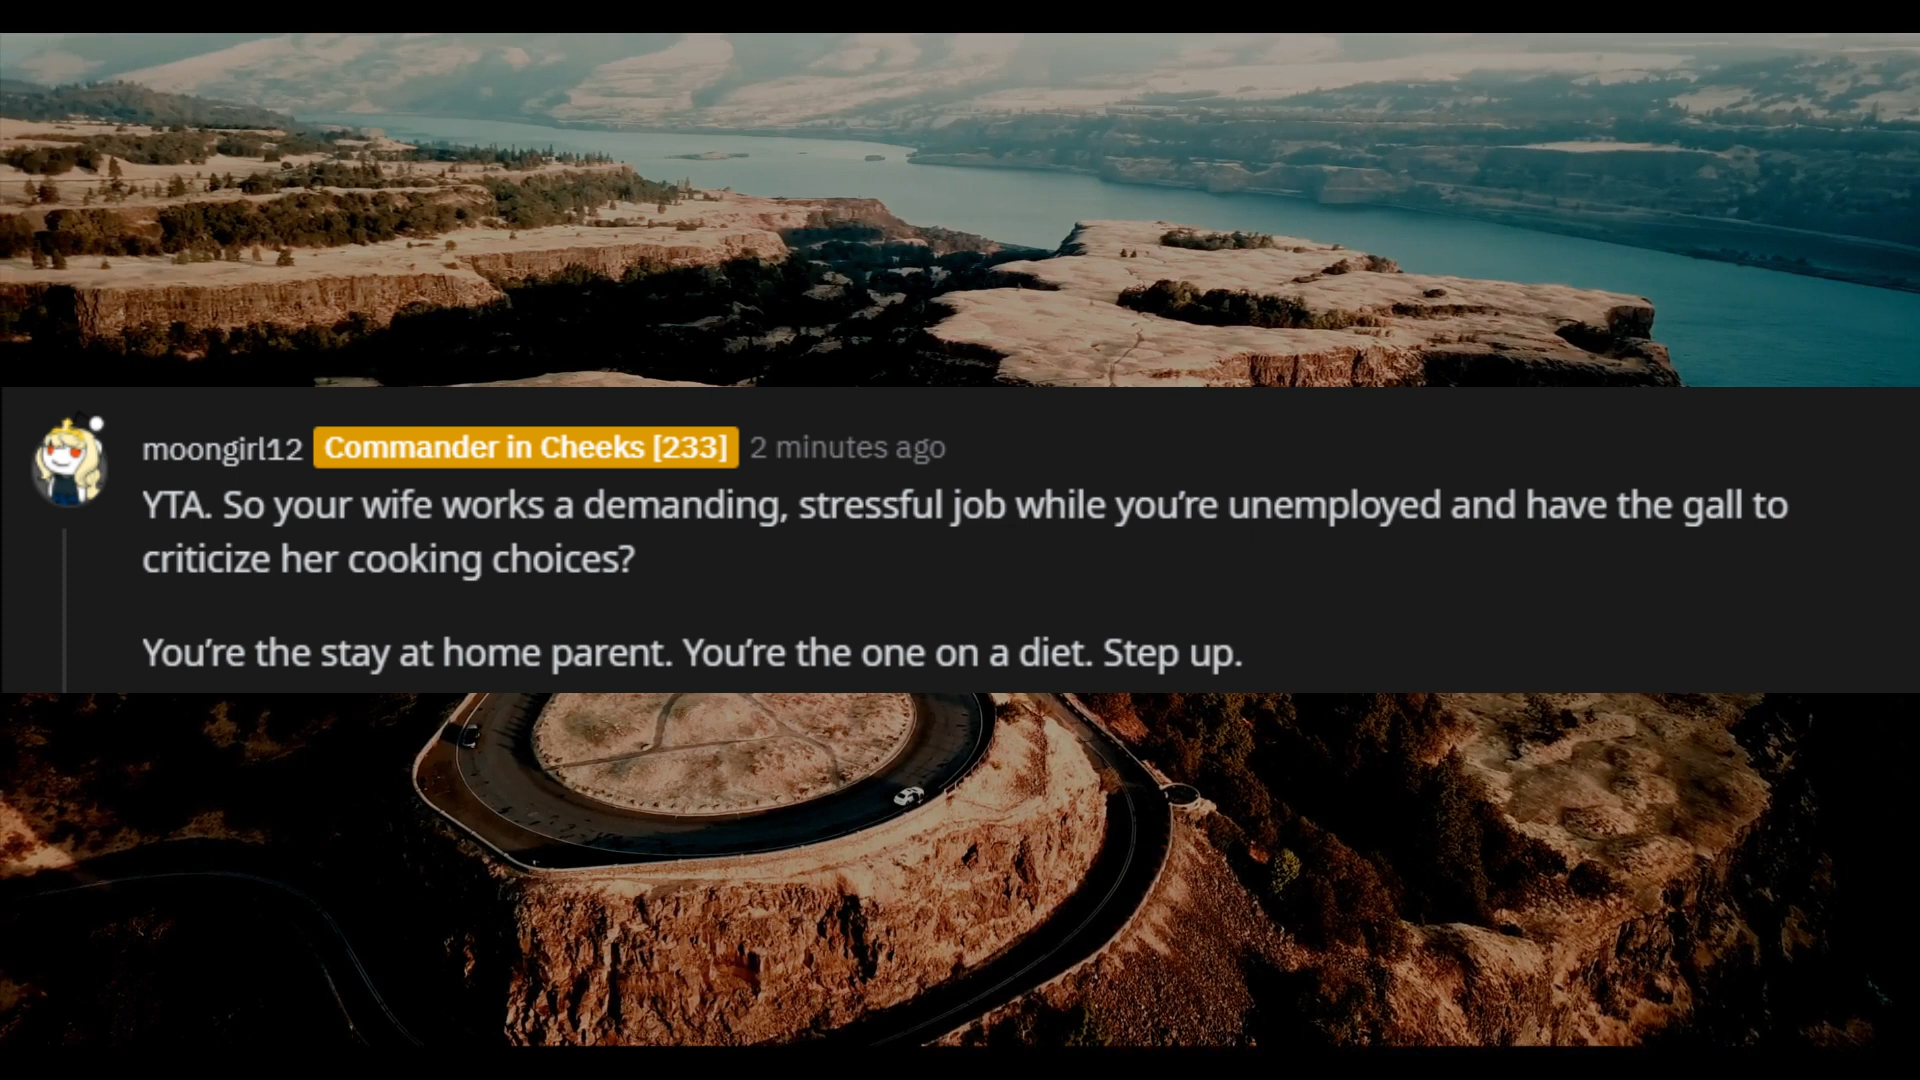 moongirl12 Commander in Cheeks [233] 2 minutes ago
YTA. So your wife works a demanding, stressful job while you’re unemployed and have the gall to
criticize her cooking choices?
You’re the stay at home parent. You’re the one on a diet. Step up.